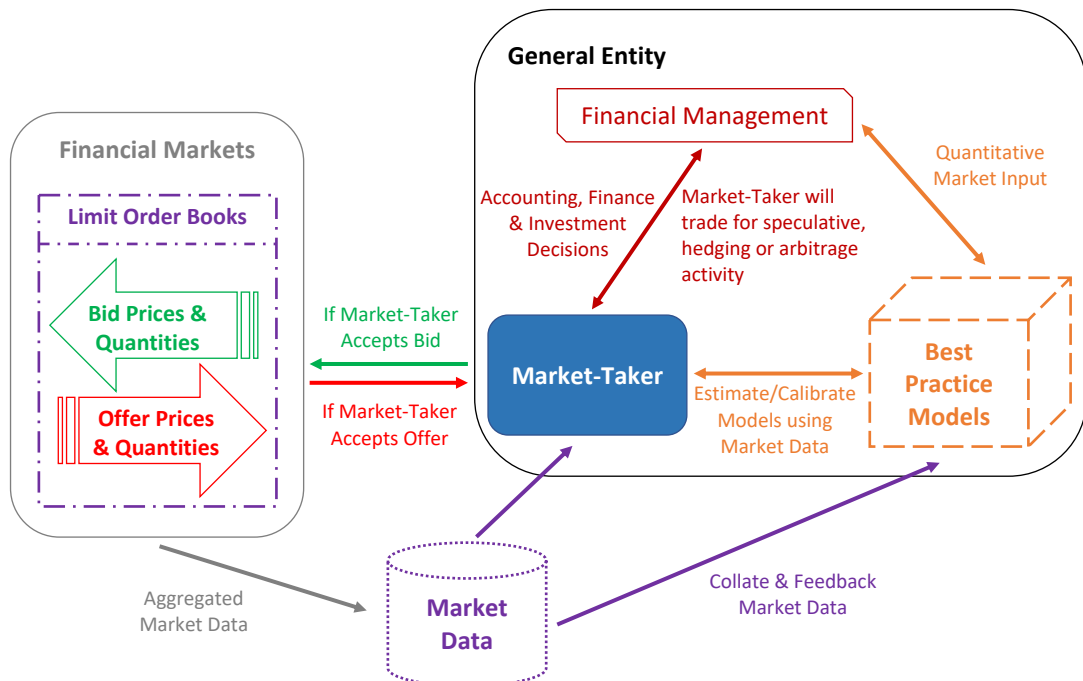 General Entity
Financial Management
Financial Markets
Quantitative
Market Input
Accounting, Finance
& Investment
Decisions
Market-Taker will
trade for speculative,
hedging or arbitrage
activity
Limit Order Books
Bid Prices &
Quantities
If Market-Taker
Accepts Bid
Market-Taker
Best
Practice
Models
Offer Prices
& Quantities
If Market-Taker
Accepts Offer
Estimate/Calibrate
Models using
Market Data
Aggregated
Market Data
Market
Data
Collate & Feedback
Market Data